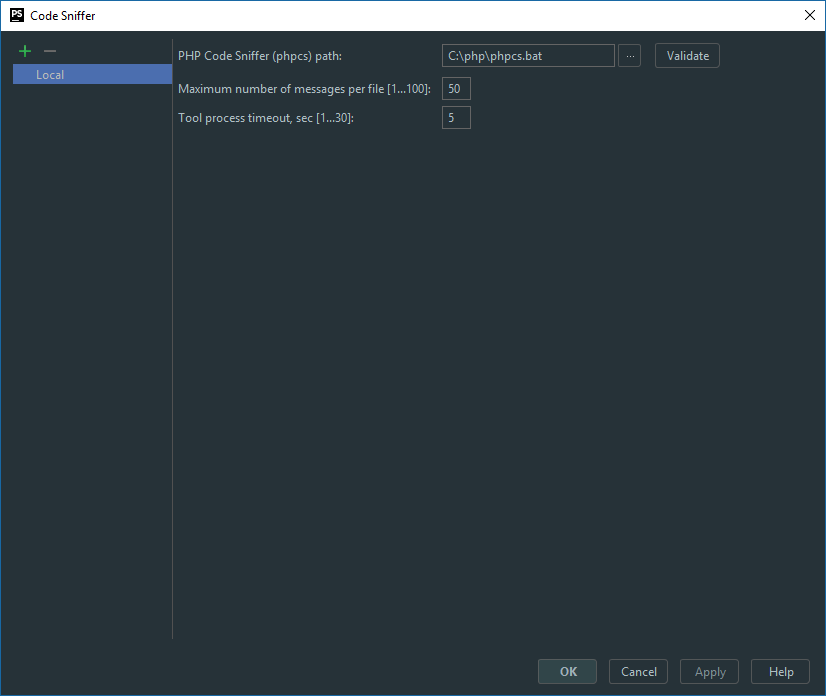 PS Code Sniffer
Local
PHP Code Sniffer (phpcs) path: C:\php\phpcs.bat ... Validate
Maximum number of messages per file [1...100]: 50
Tool process timeout, sec [1...30]: 5
OK Cancel Apply Help